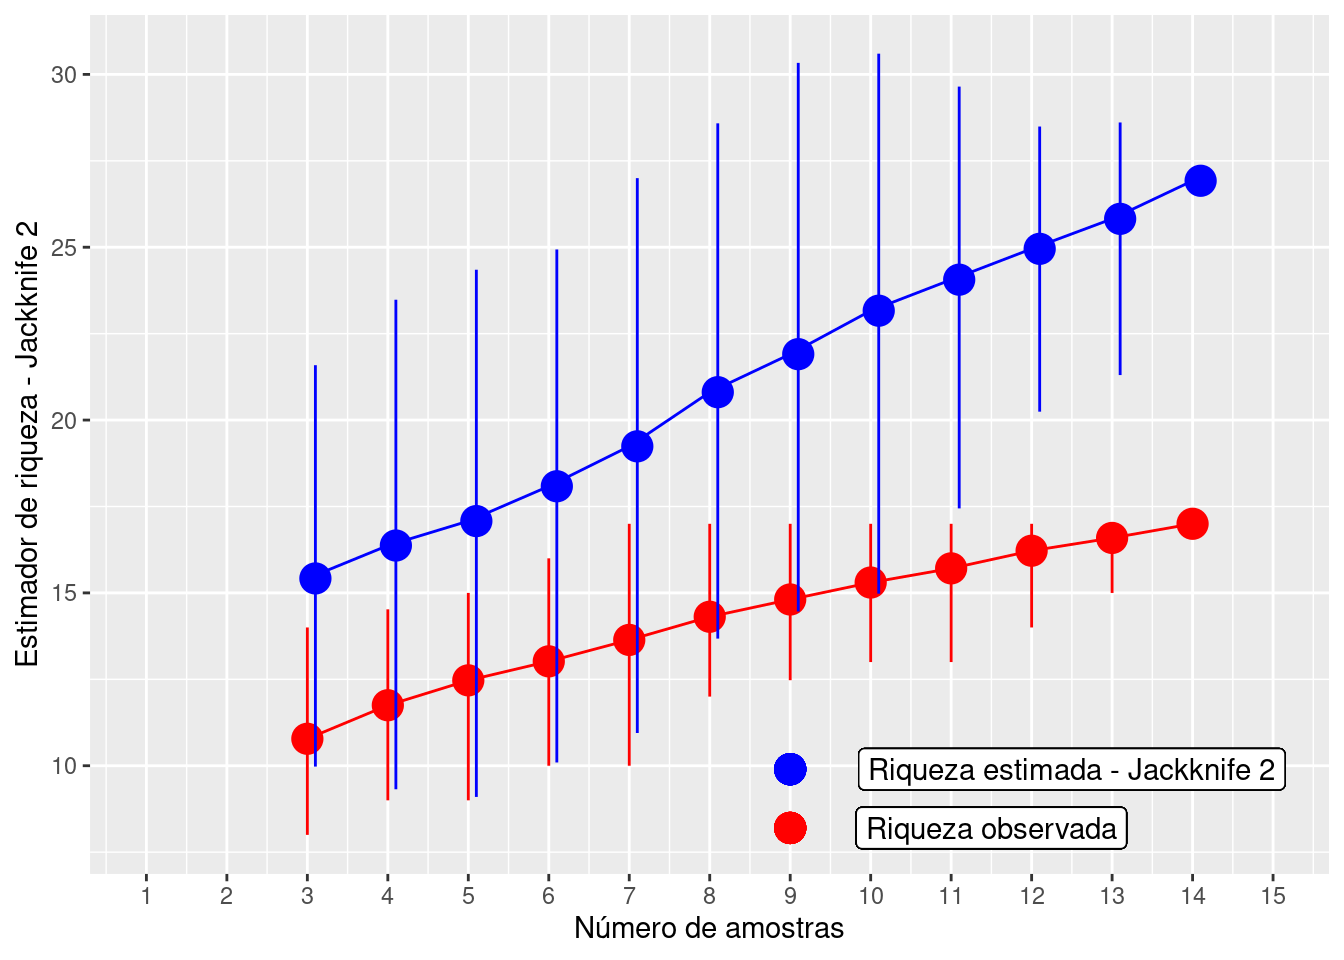 Estimador de riqueza - Jackknife 2
30
25
20
15
10
Riqueza estimada - Jackknife 2
Riqueza observada
1 2 3 4 5 6 7 8 9 10 11 12 13 14 15
Número de amostras